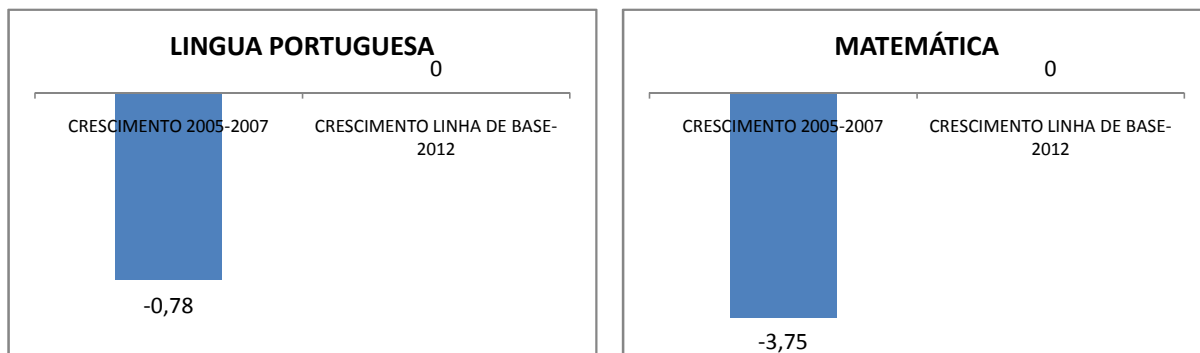 LINGUA PORTUGUESA
0
CRESCIMENTO 2005-2007
CRESCIMENTO LINHA DE BASE-
2012
-0,78
MATEMÁTICA
0
CRESCIMENTO 2005-2007
CRESCIMENTO LINHA DE BASE-
2012
-3,75